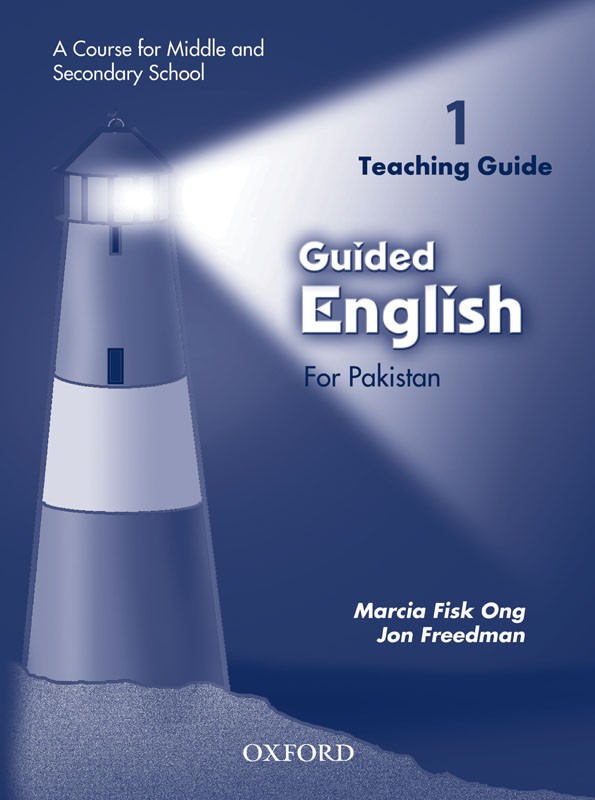 A Course for Middle and
Secondary School
1
Teaching Guide
Guided
English
For Pakistan
Marcia Fisk Ong
Jon Freedman
OXFORD